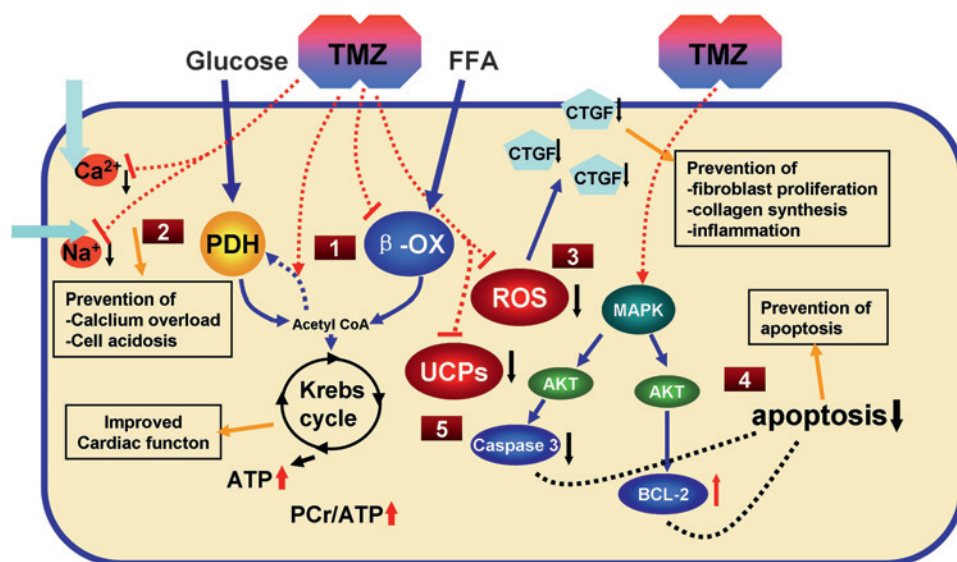 TMZ
TMZ
Glucose
FFA
CTGF
CTGF
CTGF
Ca²⁺
Na⁺
2
PDH
1
β-OX
3
ROS
MAPK
Prevention of
-fibroblast proliferation
-collagen synthesis
-inflammation
Prevention of
-Calclium overload
-Cell acidosis
Acetyl CoA
Prevention of
apoptosis
UCPs
AKT
AKT
4
Krebs
cycle
Improved
Cardiac functon
5
Caspase 3
apoptosis
ATP
BCL-2
PCr/ATP